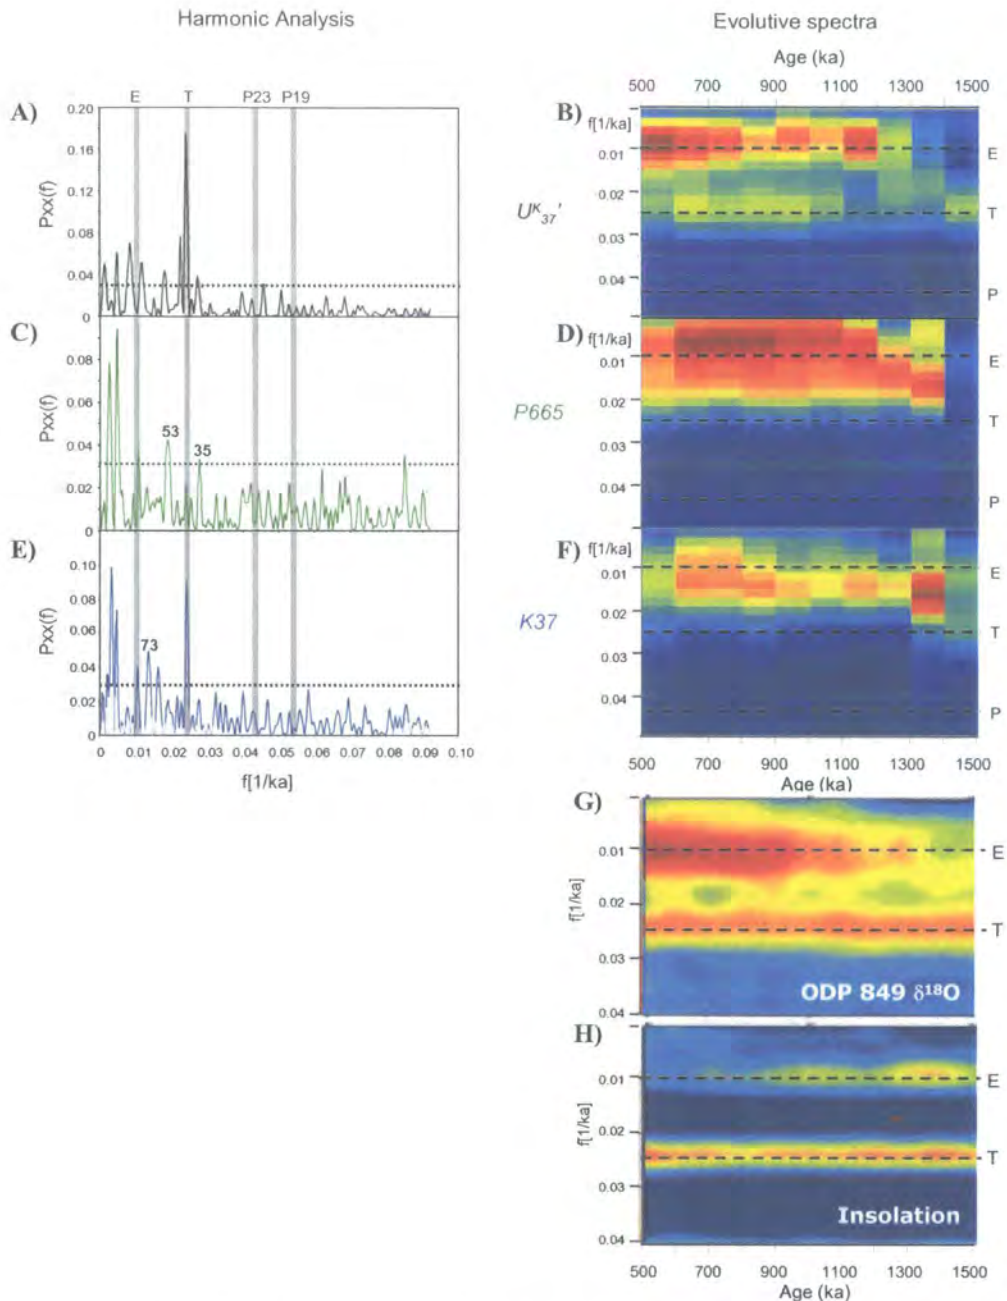 Harmonic Analysis
Evolutive spectra
Age (ka)
500 700 900 1100 1300 1500
E T P23 P19
A)
0.20
0.16
0.12
0.08
0.04
0
Pxx(f)
B)
f[1/ka]
0.01
0.02
0.03
0.04
E
T
P
U^K_37'
C)
0.08
0.06
0.04
0.02
0
Pxx(f)
53
35
D)
f[1/ka]
0.01
0.02
0.03
0.04
E
T
P
P665
E)
0.10
0.08
0.06
0.04
0.02
0
Pxx(f)
73
0 0.01 0.02 0.03 0.04 0.05 0.06 0.07 0.08 0.09 0.10
f[1/ka]
F)
f[1/ka]
0.01
0.02
0.03
0.04
E
T
P
K37
500 700 900 1100 1300 1500
Age (ka)
G)
0.01
0.02
0.03
0.04
f[1/ka]
E
T
ODP 849 δ¹⁸O
H)
0.01
0.02
0.03
0.04
f[1/ka]
E
T
Insolation
500 700 900 1100 1300 1500
Age (ka)